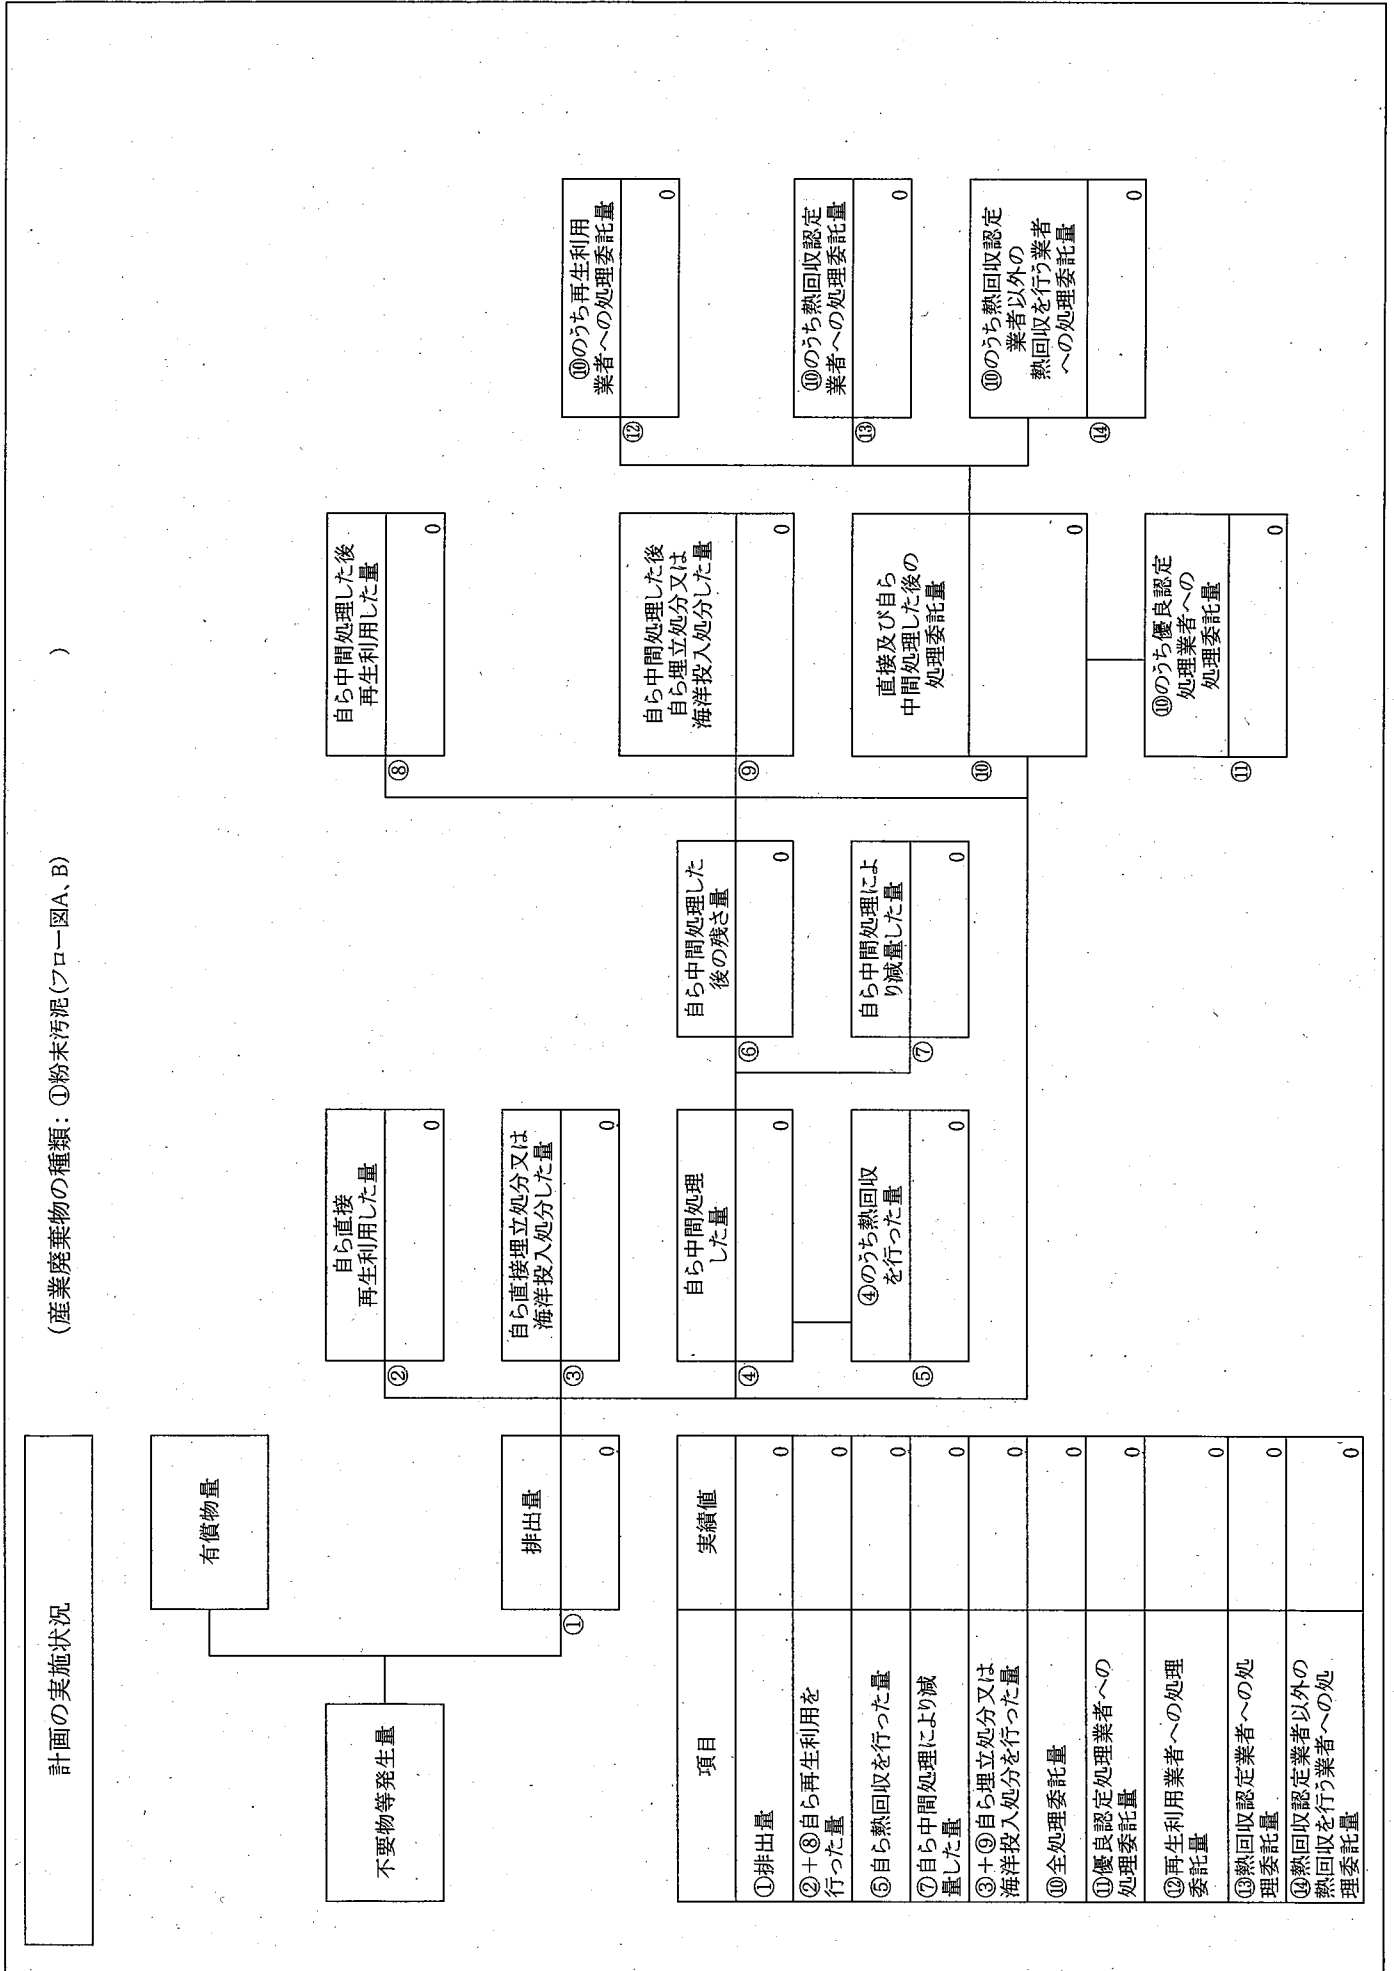 計画の実施状況
(産業廃棄物の種類：①粉末汚泥(フロー図A、B) )
不要物等発生量
有償物量
①
排出量
0
②
自ら直接
再生利用した量
0
③
自ら直接埋立処分又は
海洋投入処分した量
0
④
自ら中間処理
した量
0
⑤
④のうち熱回収
を行った量
0
⑥
自ら中間処理した
後の残さ量
0
⑦
自ら中間処理によ
り減量した量
0
⑧
自ら中間処理した後
再生利用した量
0
⑨
自ら中間処理した後
自ら埋立処分又は
海洋投入処分した量
0
⑩
直接及び自ら
中間処理した後の
処理委託量
0
⑪
⑩のうち優良認定
処理業者への
処理委託量
0
⑫
⑩のうち再生利用
業者への処理委託量
0
⑬
⑩のうち熱回収認定
業者への処理委託量
0
⑭
⑩のうち熱回収認定
業者以外の
熱回収を行う業者
への処理委託量
0
項目 実績値
①排出量 0
②+⑧自ら再生利用を
行った量 0
⑤自ら熱回収を行った量 0
⑦自ら中間処理により減
量した量 0
③+⑨自ら埋立処分又は
海洋投入処分を行った量 0
⑩全処理委託量 0
⑪優良認定処理業者への
処理委託量 0
⑫再生利用業者への処理
委託量 0
⑬熱回収認定業者への処
理委託量 0
⑭熱回収認定業者以外の
熱回収を行う業者への処
理委託量 0